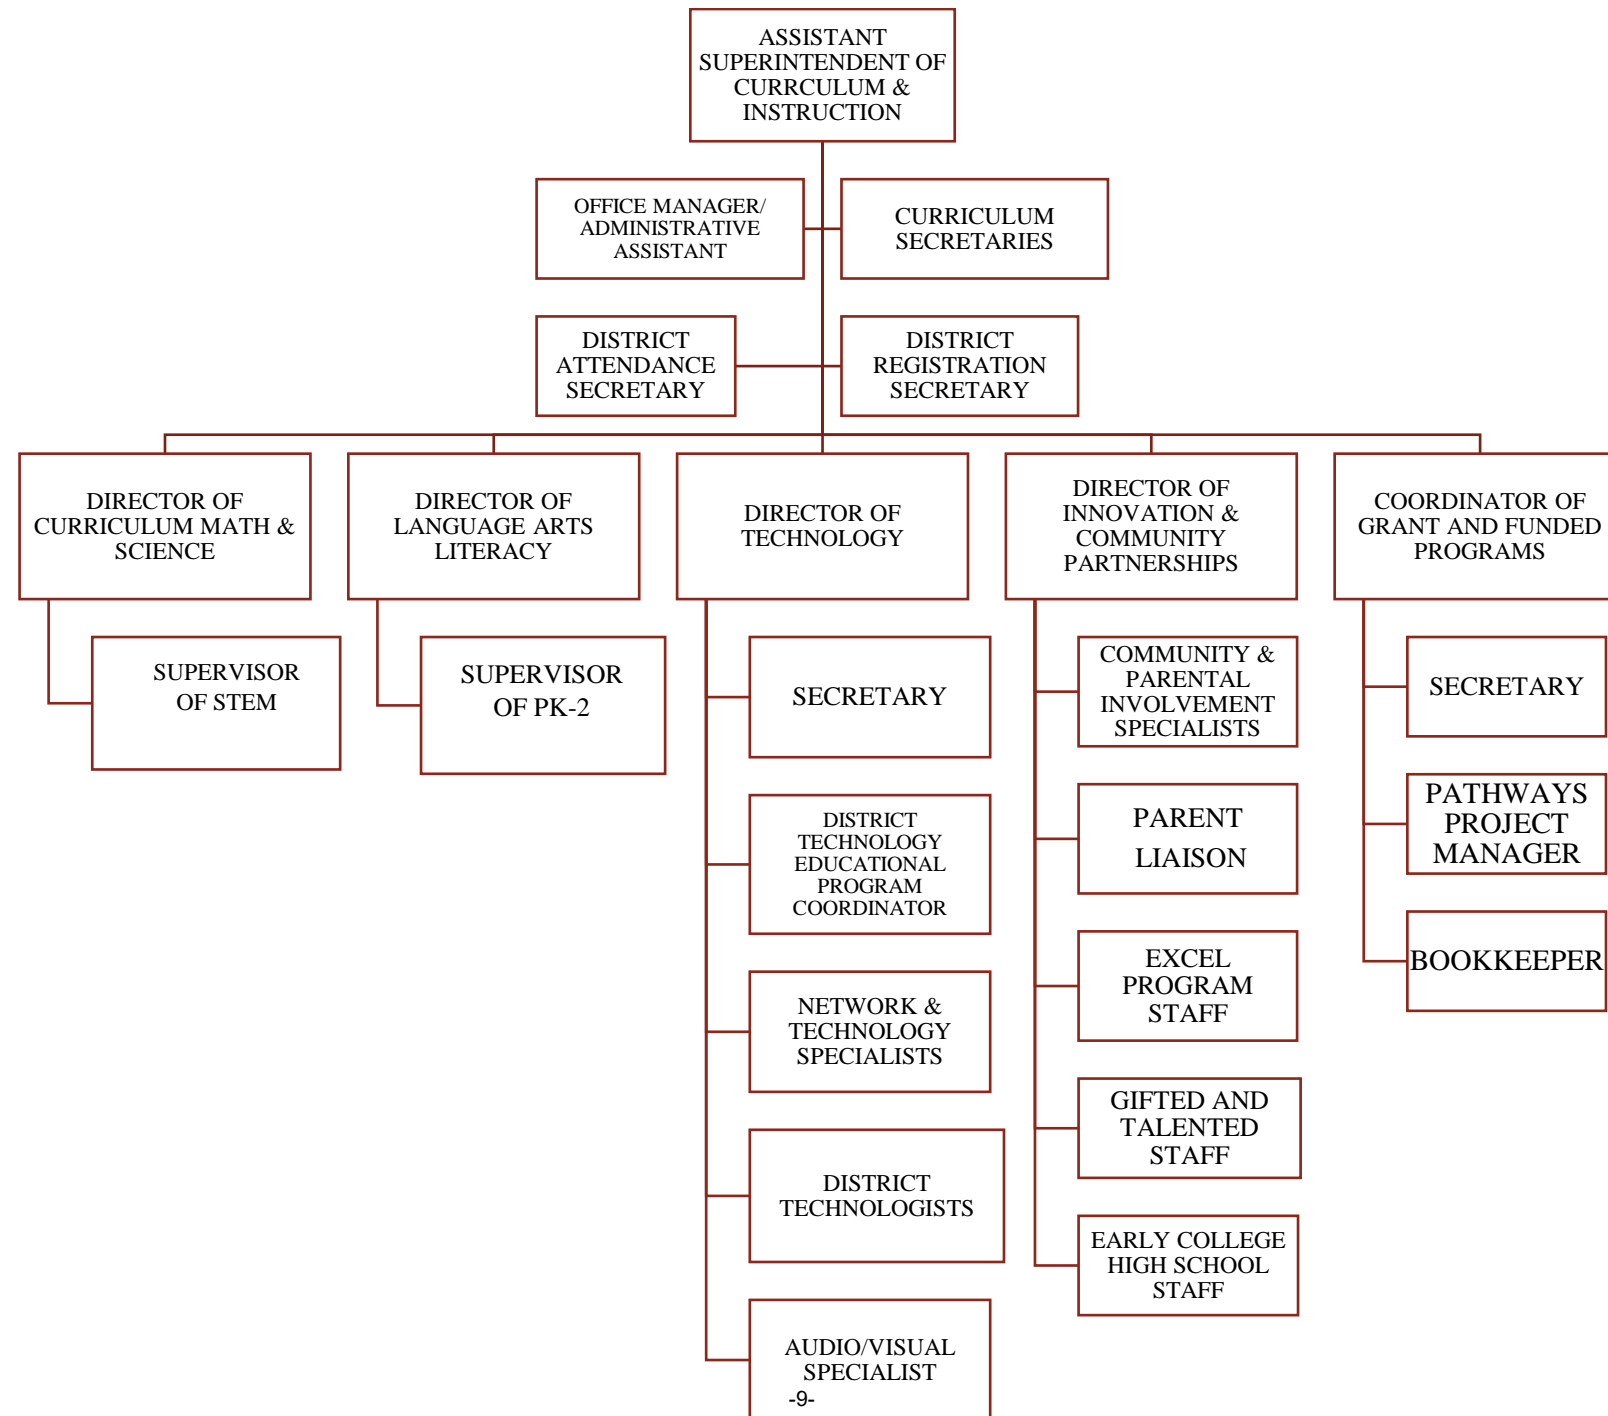 ASSISTANT
SUPERINTENDENT OF
CURRCULUM &
INSTRUCTION
OFFICE MANAGER/
ADMINISTRATIVE
ASSISTANT
CURRICULUM
SECRETARIES
DISTRICT
ATTENDANCE
SECRETARY
DISTRICT
REGISTRATION
SECRETARY
DIRECTOR OF
CURRICULUM MATH &
SCIENCE
DIRECTOR OF
LANGUAGE ARTS
LITERACY
DIRECTOR OF
TECHNOLOGY
DIRECTOR OF
INNOVATION &
COMMUNITY
PARTNERSHIPS
COORDINATOR OF
GRANT AND FUNDED
PROGRAMS
SUPERVISOR
OF STEM
SUPERVISOR
OF PK-2
SECRETARY
DISTRICT
TECHNOLOGY
EDUCATIONAL
PROGRAM
COORDINATOR
NETWORK &
TECHNOLOGY
SPECIALISTS
DISTRICT
TECHNOLOGISTS
AUDIO/VISUAL
SPECIALIST
COMMUNITY &
PARENTAL
INVOLVEMENT
SPECIALISTS
PARENT
LIAISON
EXCEL
PROGRAM
STAFF
GIFTED AND
TALENTED
STAFF
EARLY COLLEGE
HIGH SCHOOL
STAFF
SECRETARY
PATHWAYS
PROJECT
MANAGER
BOOKKEEPER
-9-